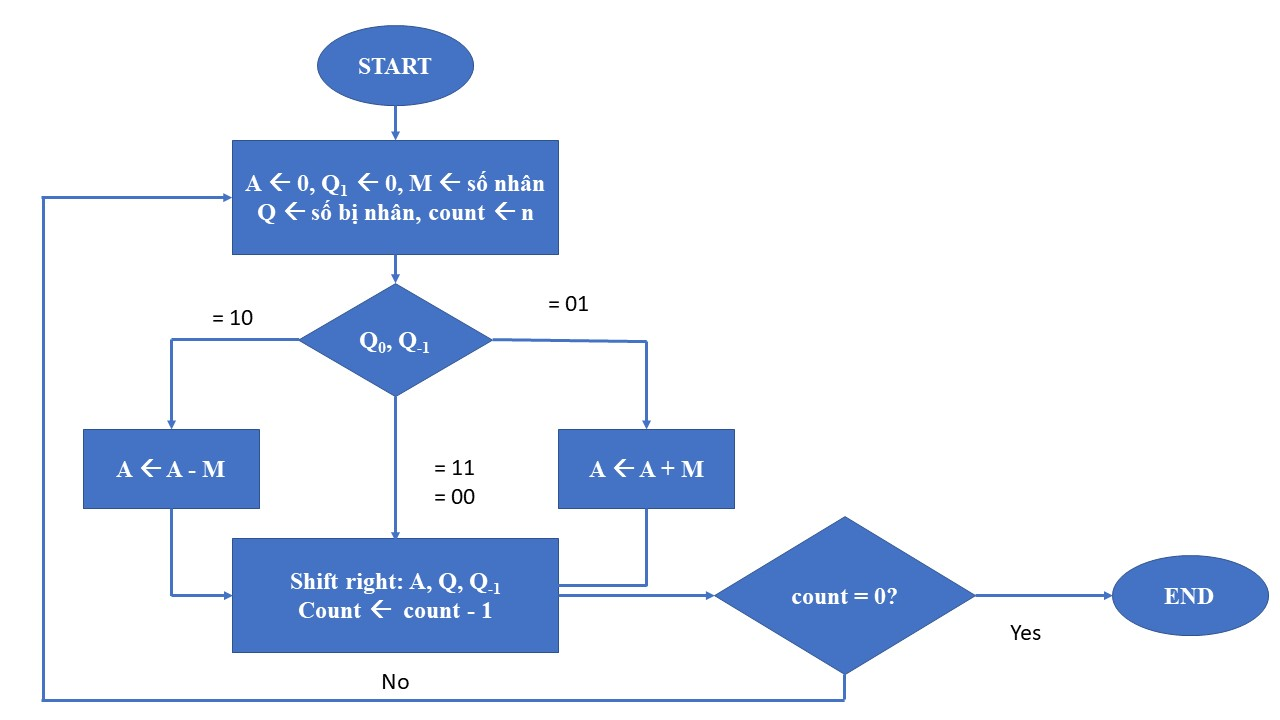 START
A ← 0, Q₁ ← 0, M ← số nhân
Q ← số bị nhân, count ← n
= 10
= 01
Q₀, Q₋₁
A ← A - M
= 11
= 00
A ← A + M
Shift right: A, Q, Q₋₁
Count ← count - 1
count = 0?
END
Yes
No